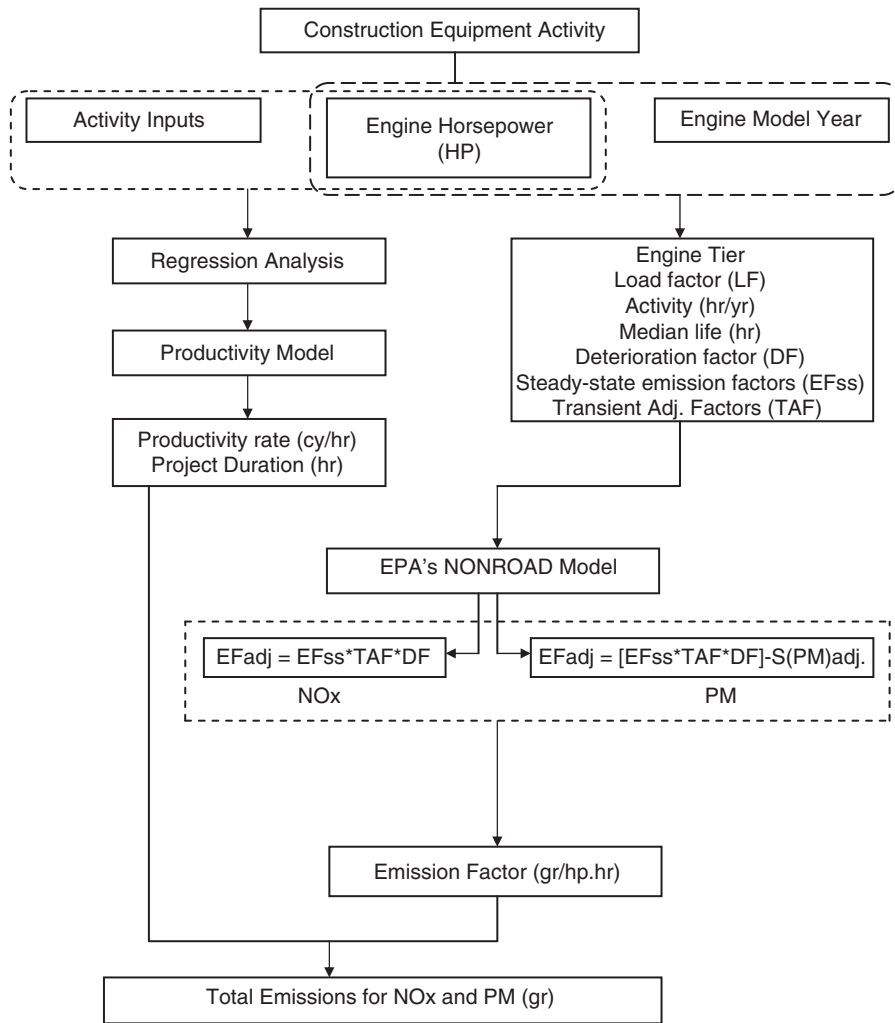 Construction Equipment Activity
Activity Inputs
Engine Horsepower
(HP)
Engine Model Year
Regression Analysis
Productivity Model
Productivity rate (cy/hr)
Project Duration (hr)
Engine Tier
Load factor (LF)
Activity (hr/yr)
Median life (hr)
Deterioration factor (DF)
Steady-state emission factors (EFss)
Transient Adj. Factors (TAF)
EPA's NONROAD Model
EFadj = EFss*TAF*DF
NOx
EFadj = [EFss*TAF*DF]-S(PM)adj.
PM
Emission Factor (gr/hp.hr)
Total Emissions for NOx and PM (gr)